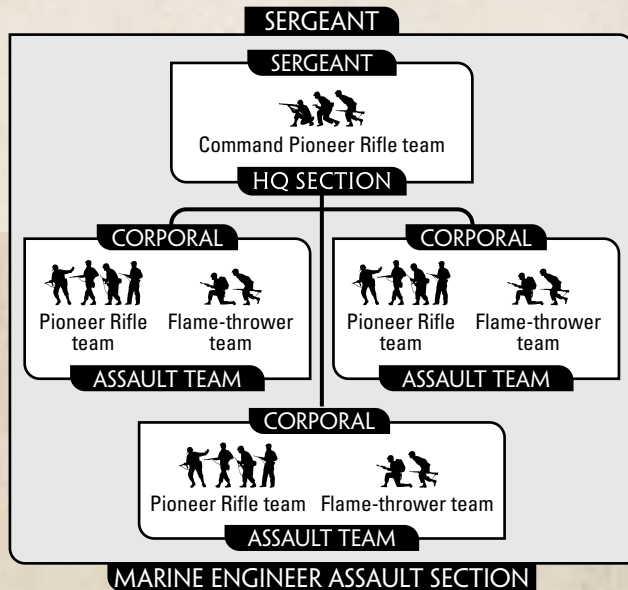 SERGEANT
SERGEANT
Command Pioneer Rifle team
HQ SECTION
CORPORAL
Pioneer Rifle
team
Flame-thrower
team
ASSAULT TEAM
CORPORAL
Pioneer Rifle
team
Flame-thrower
team
ASSAULT TEAM
CORPORAL
Pioneer Rifle team
Flame-thrower team
ASSAULT TEAM
MARINE ENGINEER ASSAULT SECTION